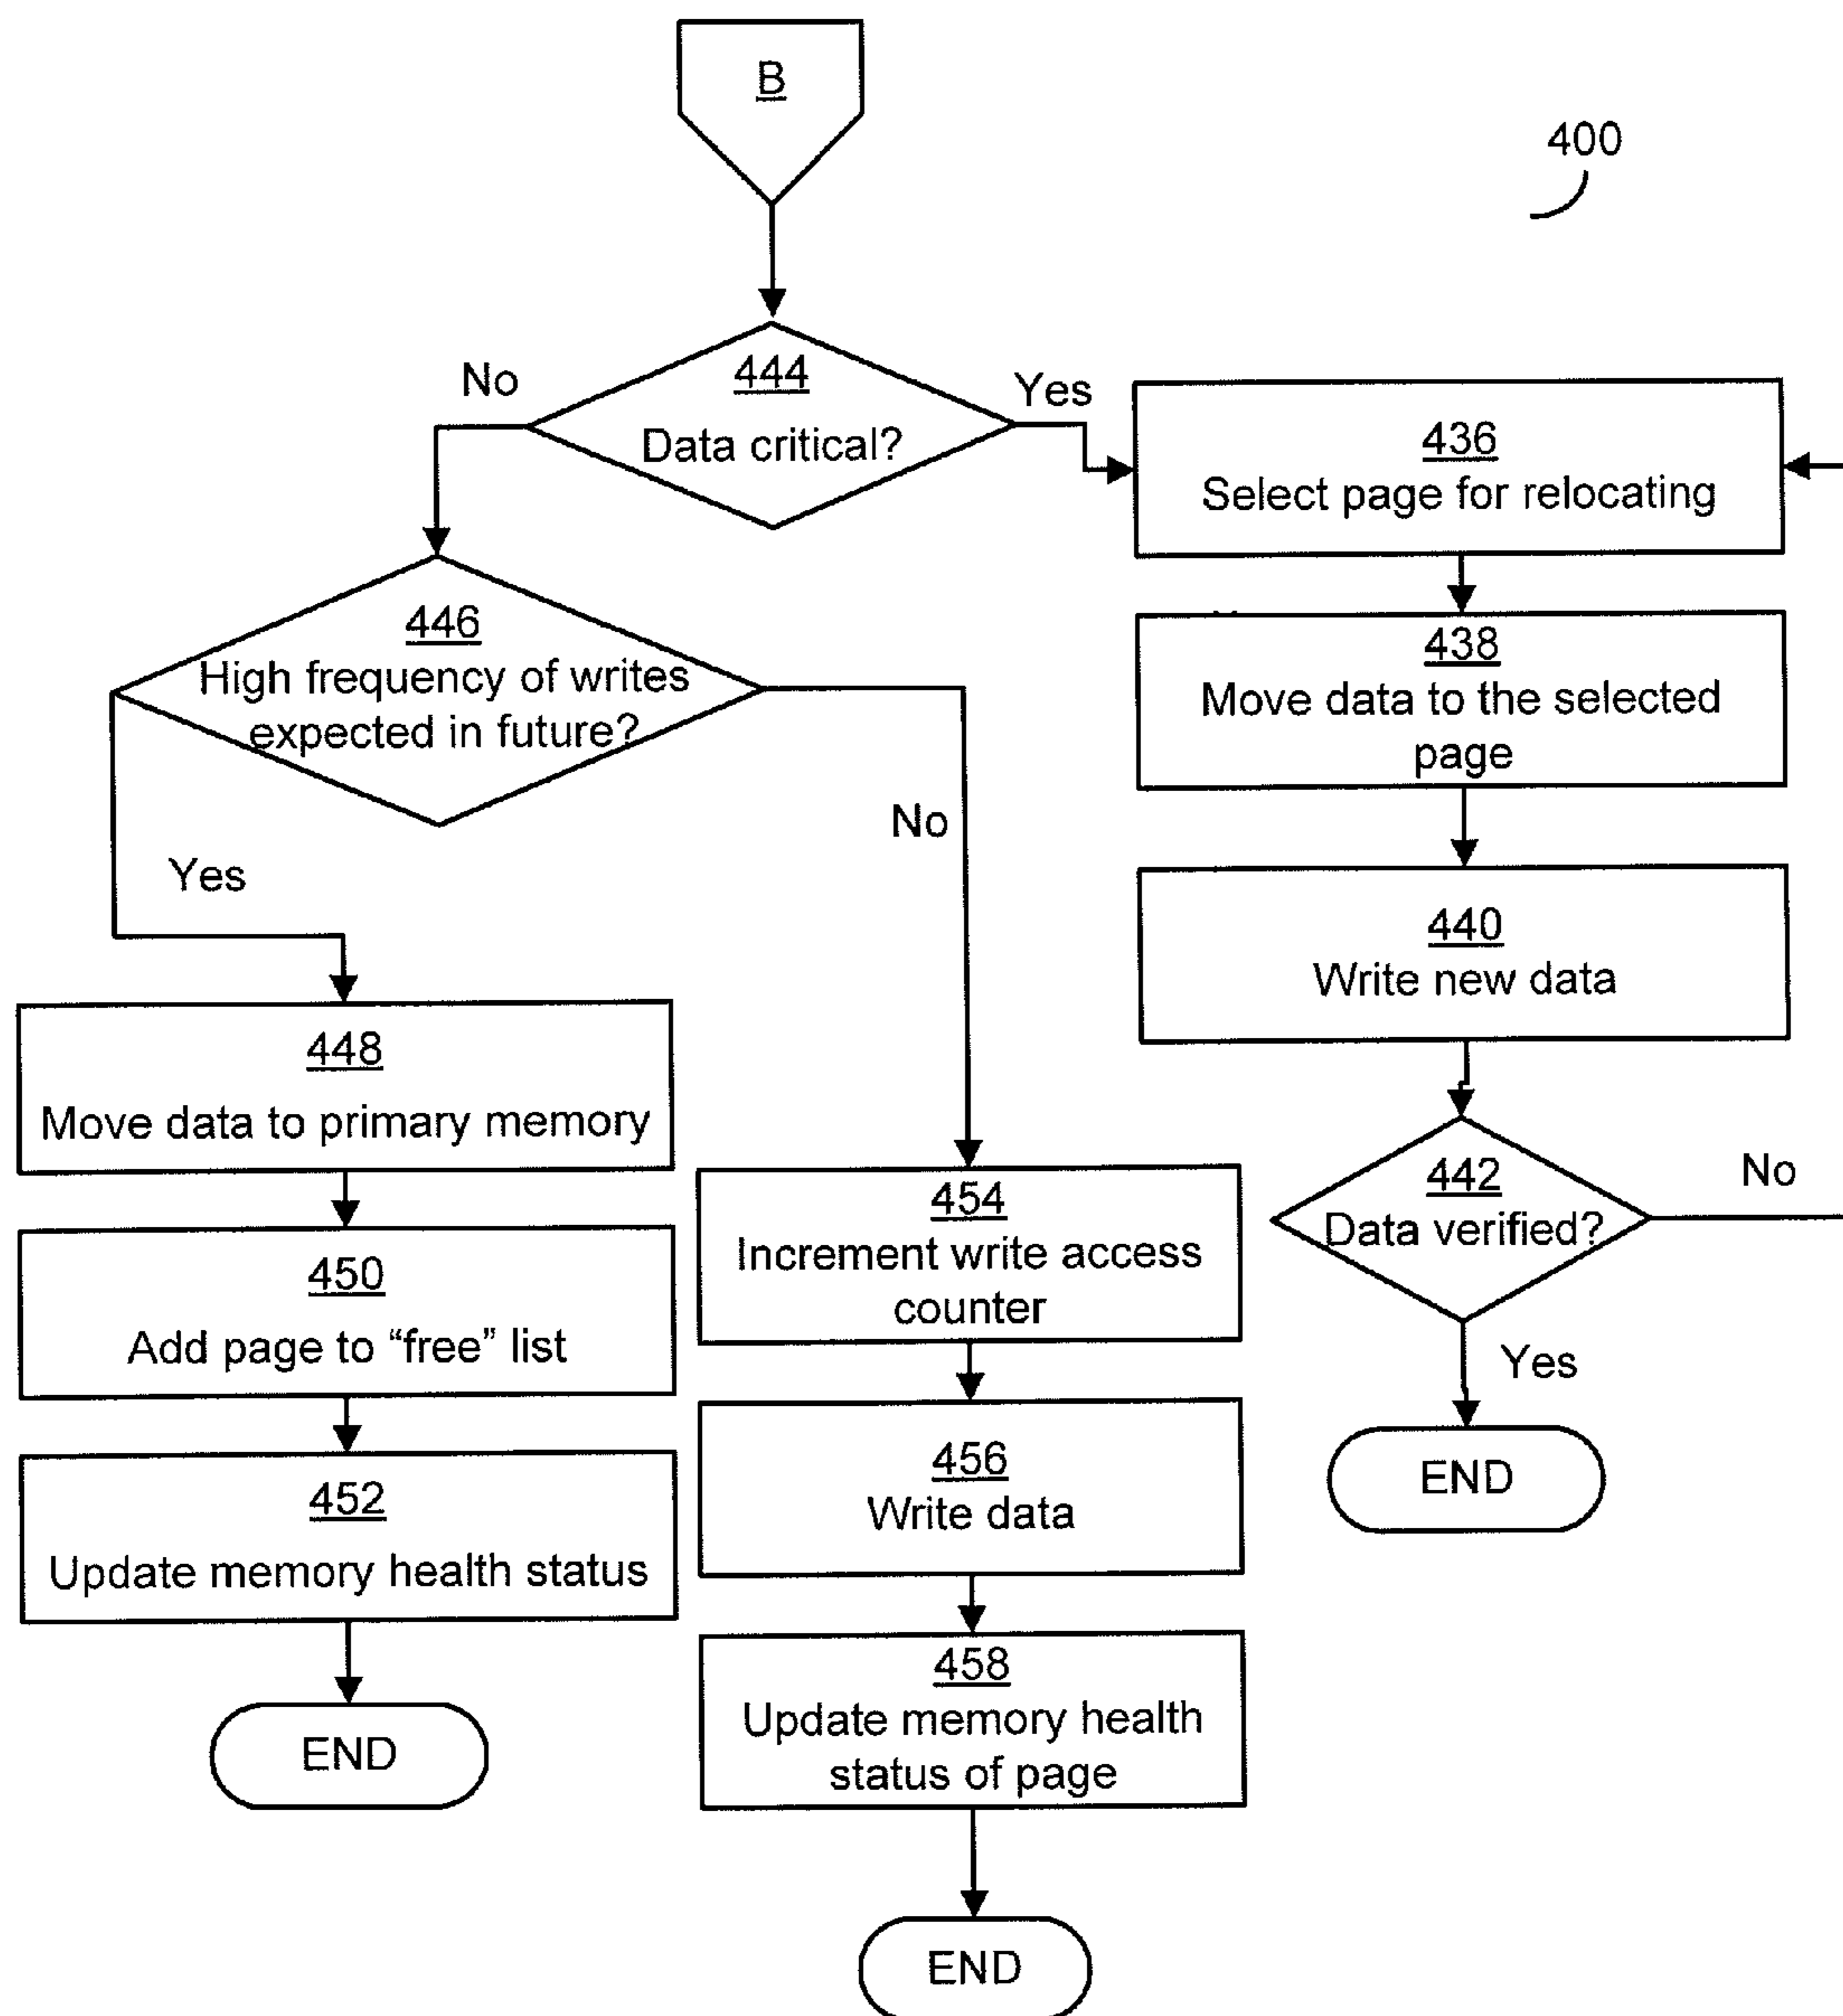 B
400
444
Data critical?
No
Yes
436
Select page for relocating
446
High frequency of writes
expected in future?
Yes
No
438
Move data to the selected
page
440
Write new data
442
Data verified?
No
Yes
END
448
Move data to primary memory
450
Add page to “free” list
452
Update memory health status
END
454
Increment write access
counter
456
Write data
458
Update memory health
status of page
END